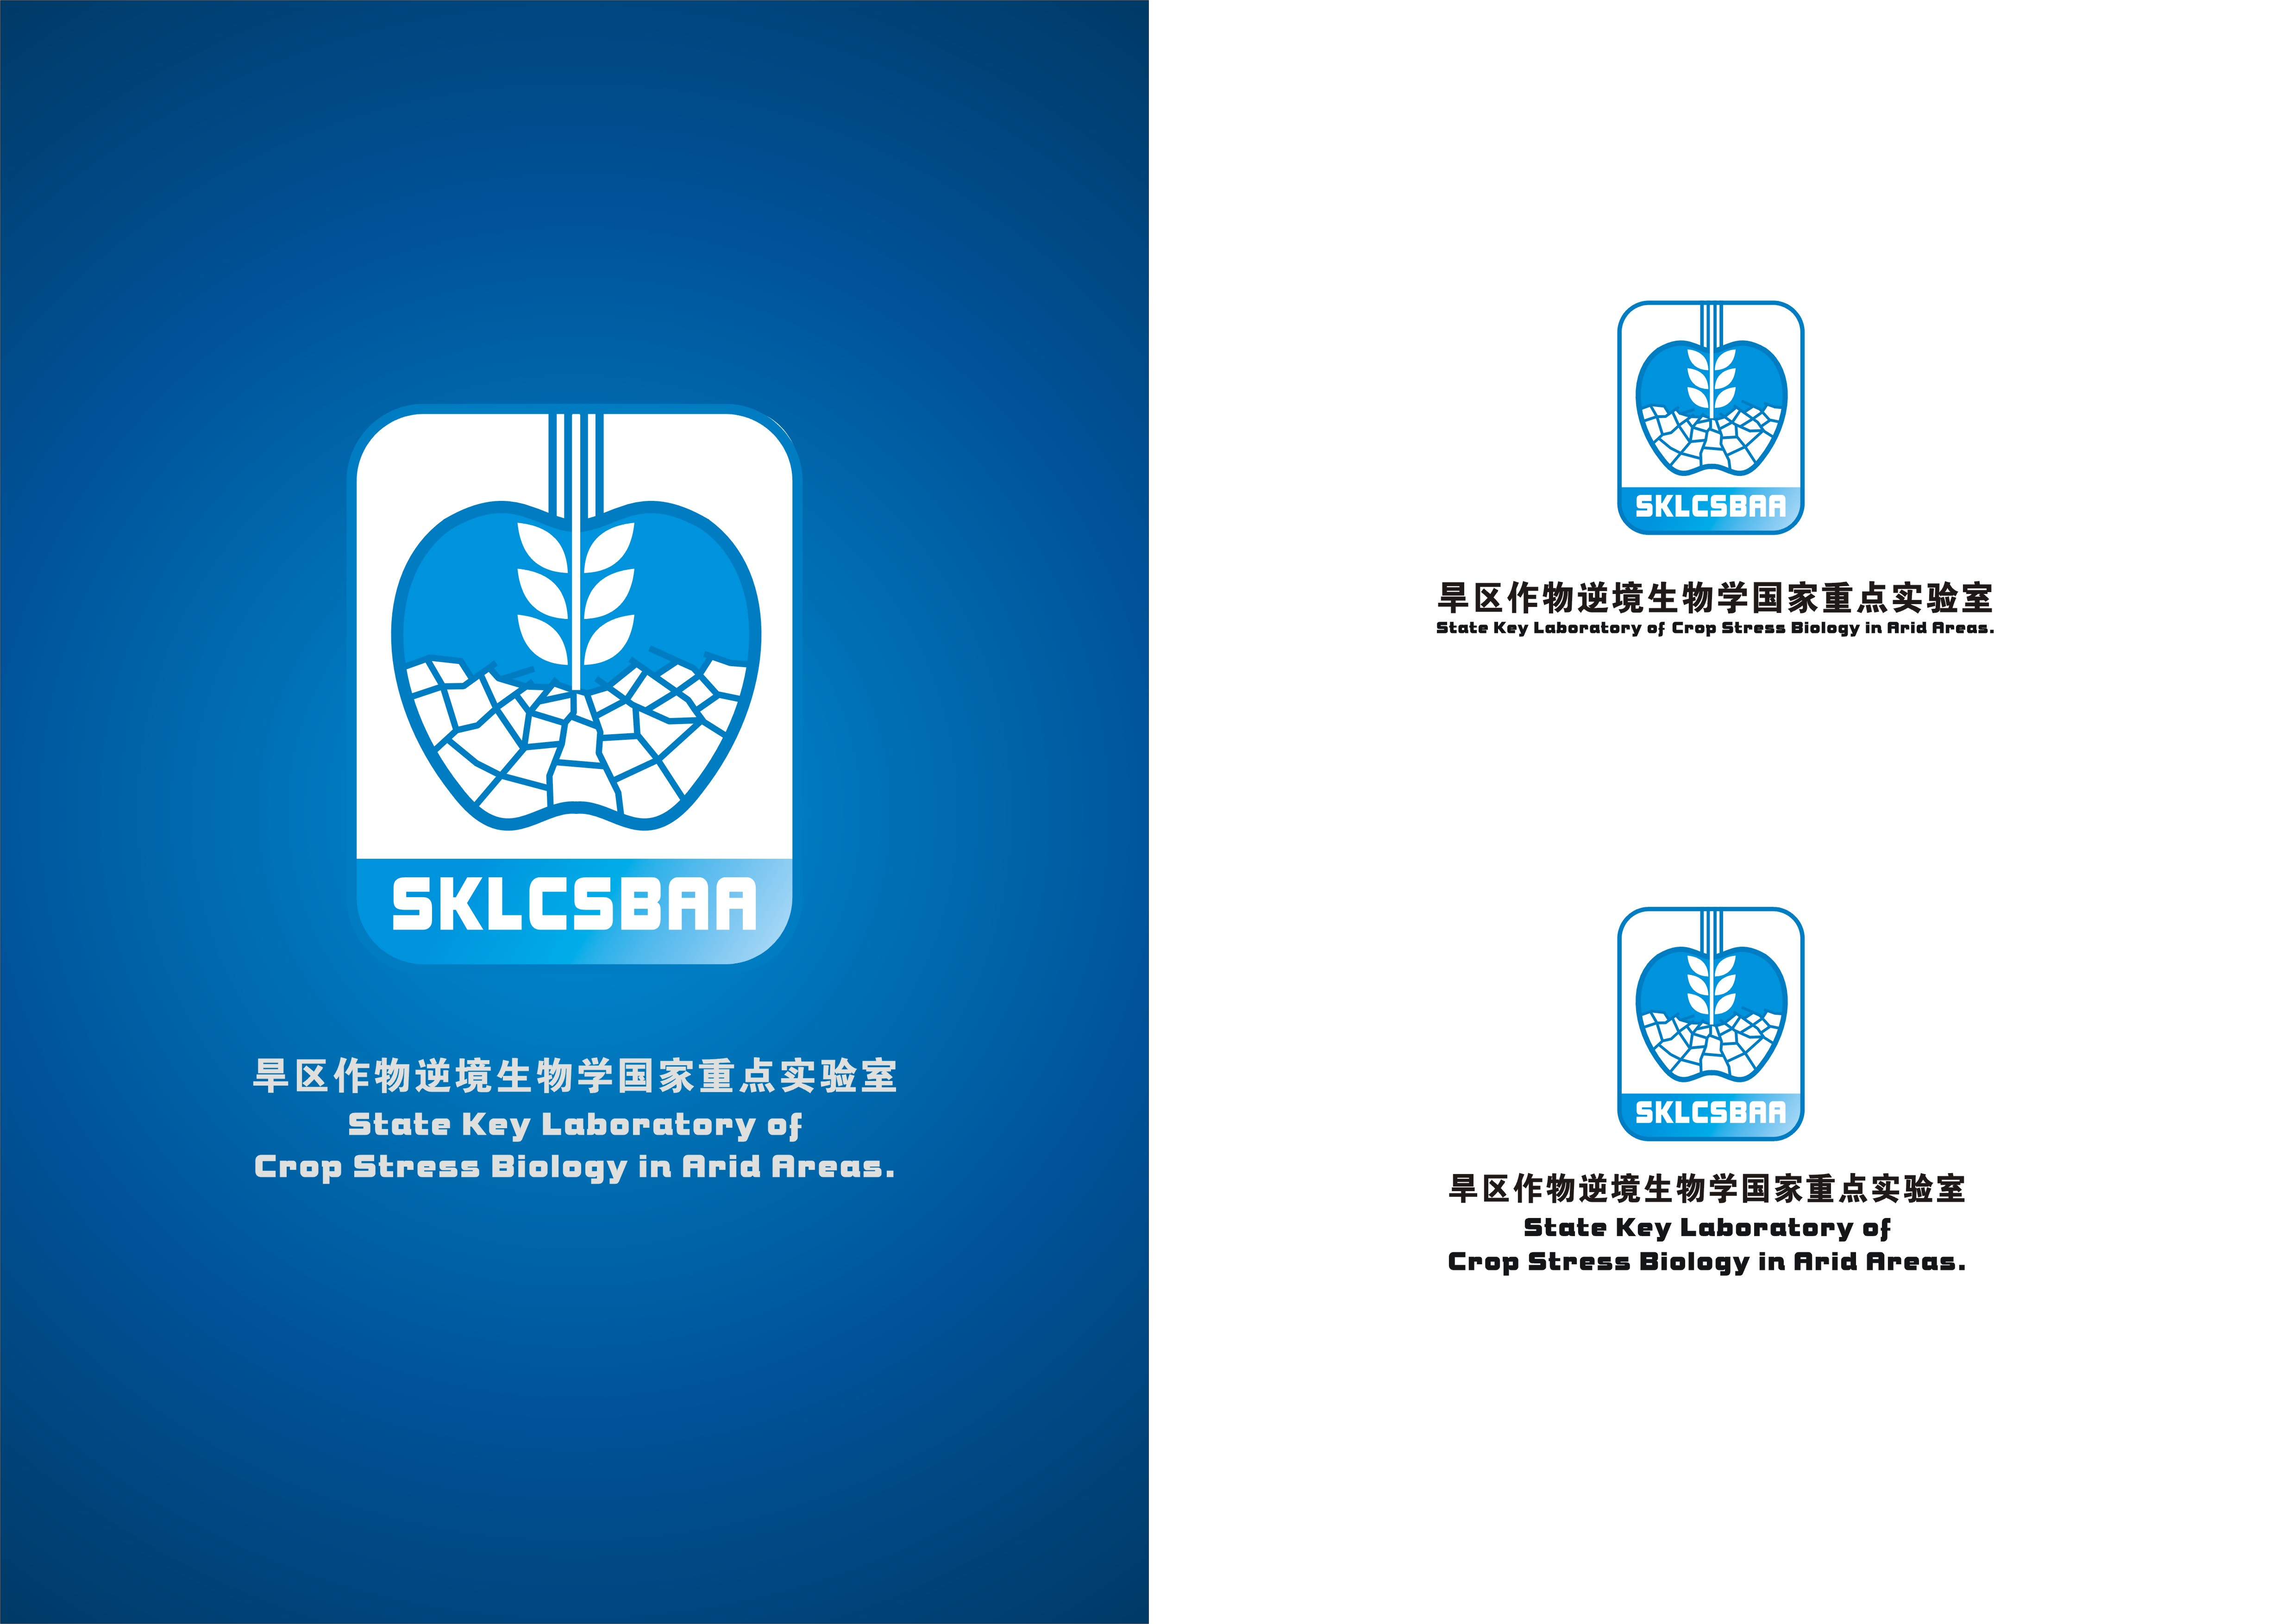 SKLCSBAA
旱区作物逆境生物学国家重点实验室
State Key Laboratory of
Crop Stress Biology in Arid Areas.
SKLCSBAA
旱区作物逆境生物学国家重点实验室
State Key Laboratory of Crop Stress Biology in Arid Areas.
SKLCSBAA
旱区作物逆境生物学国家重点实验室
State Key Laboratory of
Crop Stress Biology in Arid Areas.